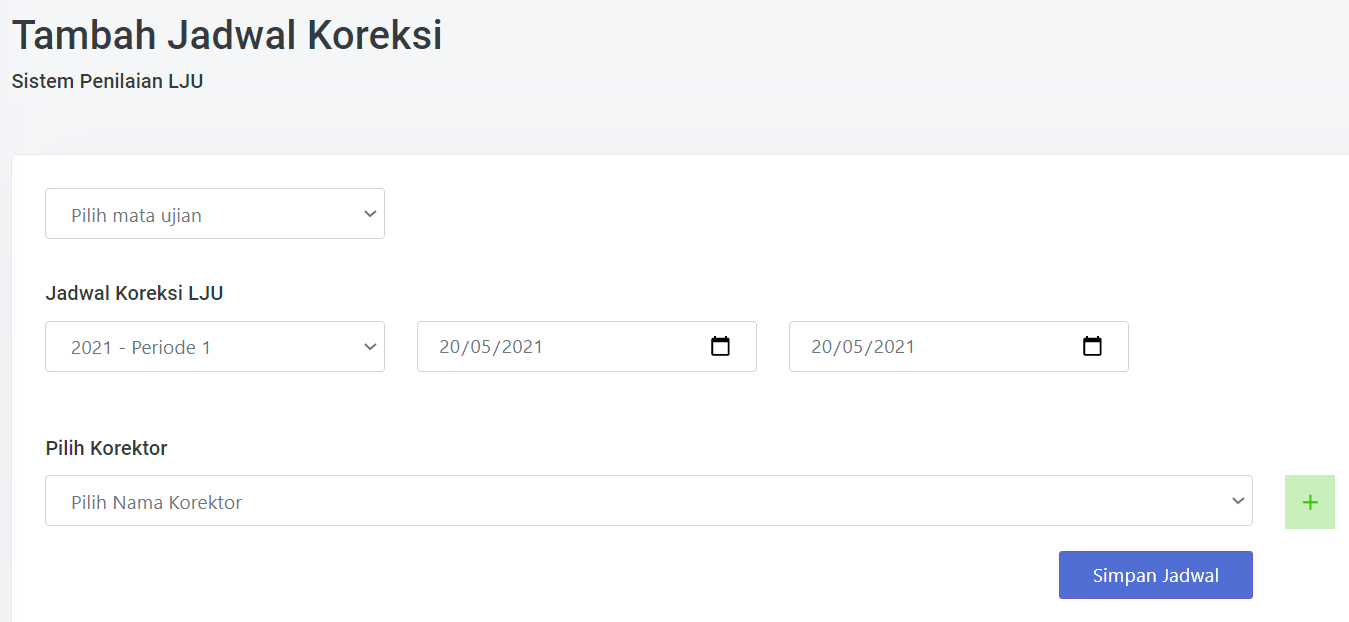 Tambah Jadwal Koreksi
Sistem Penilaian LJU
Pilih mata ujian
Jadwal Koreksi LJU
2021 - Periode 1 20/05/2021 20/05/2021
Pilih Korektor
Pilih Nama Korektor +
Simpan Jadwal